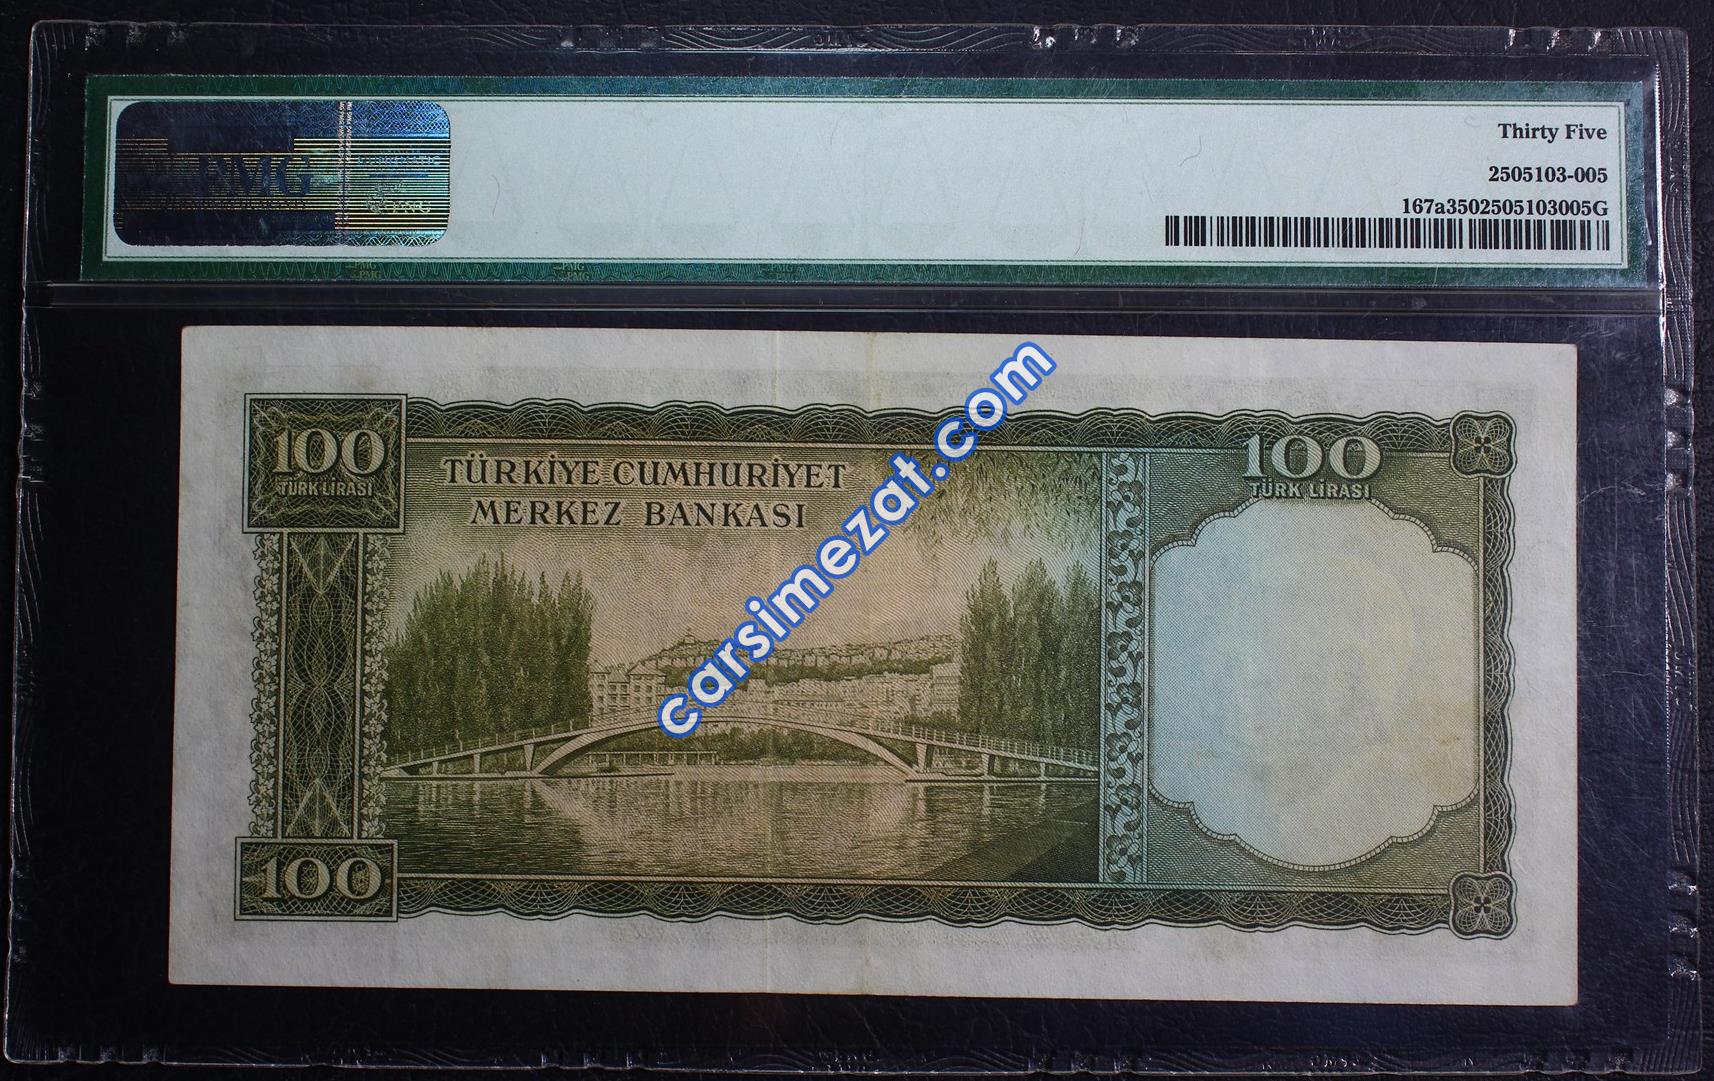 PMG
NUMISMATIC
Thirty Five
2505103-005
167a3502505103005G
100
TÜRK LİRASI
TÜRKİYE CUMHURİYET
MERKEZ BANKASI
100
TÜRK LİRASI
100
carsimezat.com